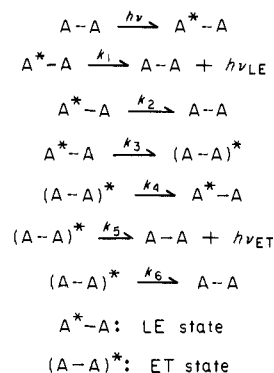 A–A hν→ A*–A
A*–A k₁→ A–A + hνLE
A*–A k₂→ A–A
A*–A k₃→ (A–A)*
(A–A)* k₄→ A*–A
(A–A)* k₅→ A–A + hνET
(A–A)* k₆→ A–A
A*–A: LE state
(A–A)*: ET state